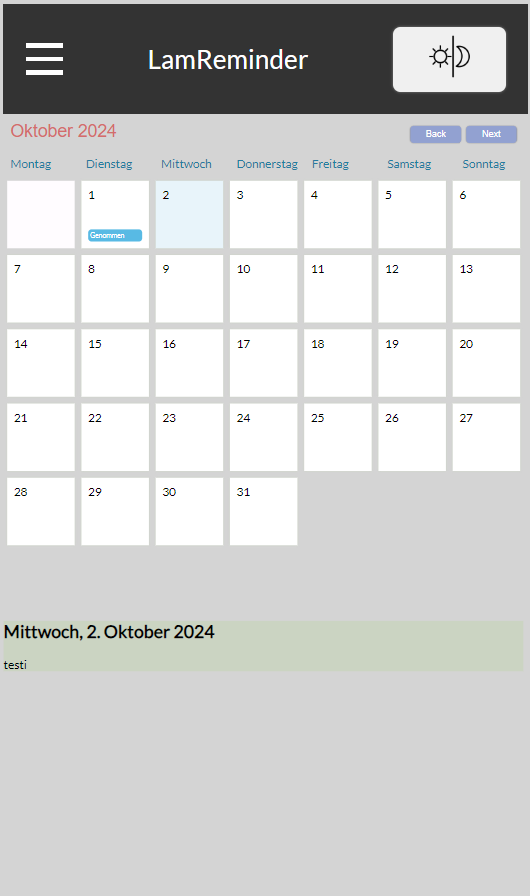 LamReminder
Oktober 2024 Back Next
Montag Dienstag Mittwoch Donnerstag Freitag Samstag Sonntag
1 2 3 4 5 6
Genommen
7 8 9 10 11 12 13
14 15 16 17 18 19 20
21 22 23 24 25 26 27
28 29 30 31
Mittwoch, 2. Oktober 2024
testi